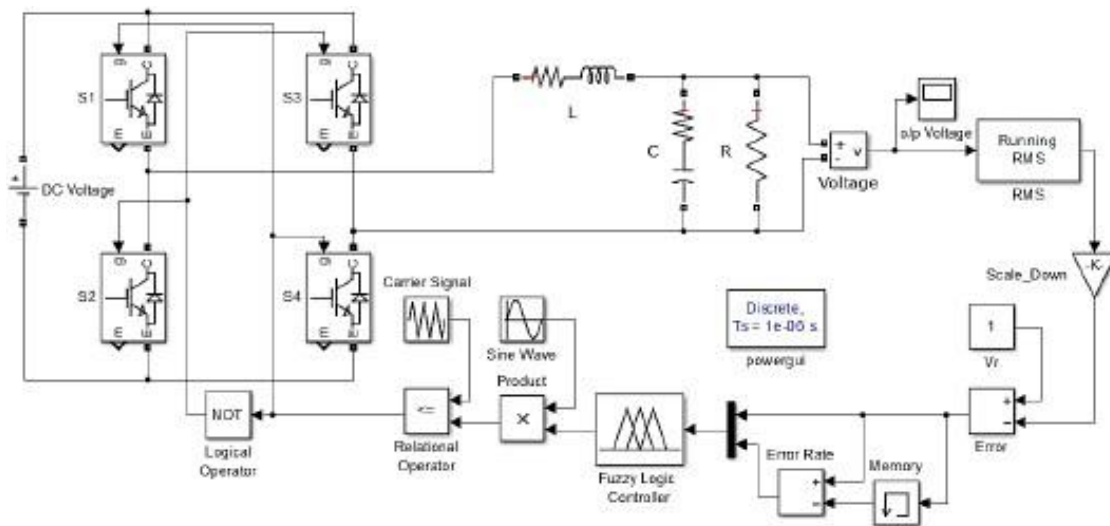 g
C
S1
m
E
g
C
S3
m
E
DC Voltage
g
C
S2
m
E
g
C
S4
m
E
L
C
R
+
-
v
Voltage
o/p Voltage
Running
RMS
RMS
-K-
Scale_Down
Carrier Signal
Sine Wave
Discrete,
Ts = 1e-06 s.
powergui
1
Vr
NOT
Logical
Operator
<=
Relational
Operator
Product
×
Fuzzy Logic
Controller
Error Rate
+
−
Memory
+
−
Error